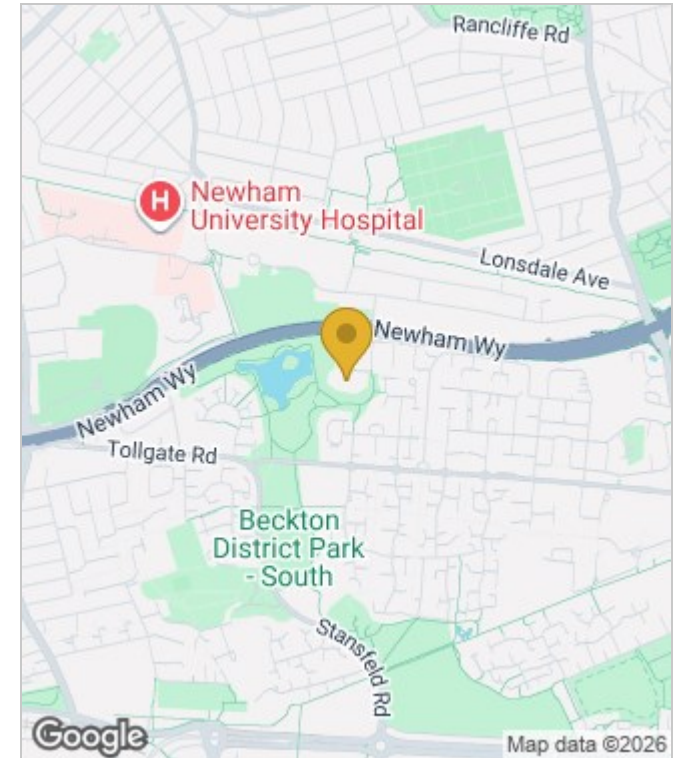 Rancliffe Rd
H
Newham
University Hospital
Lonsdale Ave
Newham Wy
Newham Wy
Tollgate Rd
Beckton
District Park
- South
Stansfeld Rd
Google
Map data ©2026